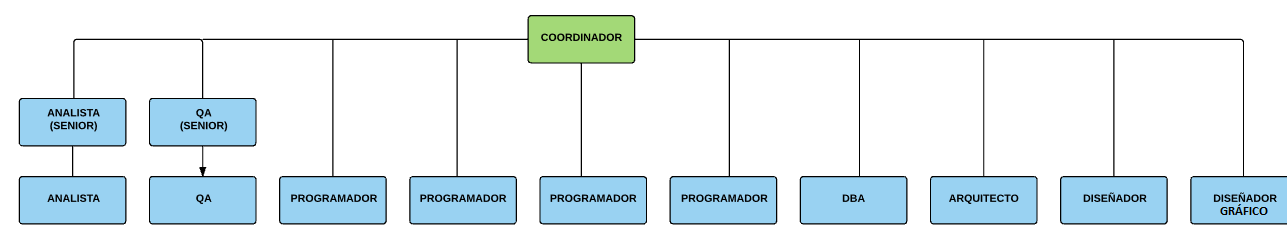 COORDINADOR
ANALISTA
(SENIOR)
QA
(SENIOR)
ANALISTA
QA
PROGRAMADOR
PROGRAMADOR
PROGRAMADOR
PROGRAMADOR
DBA
ARQUITECTO
DISEÑADOR
DISEÑADOR
GRÁFICO